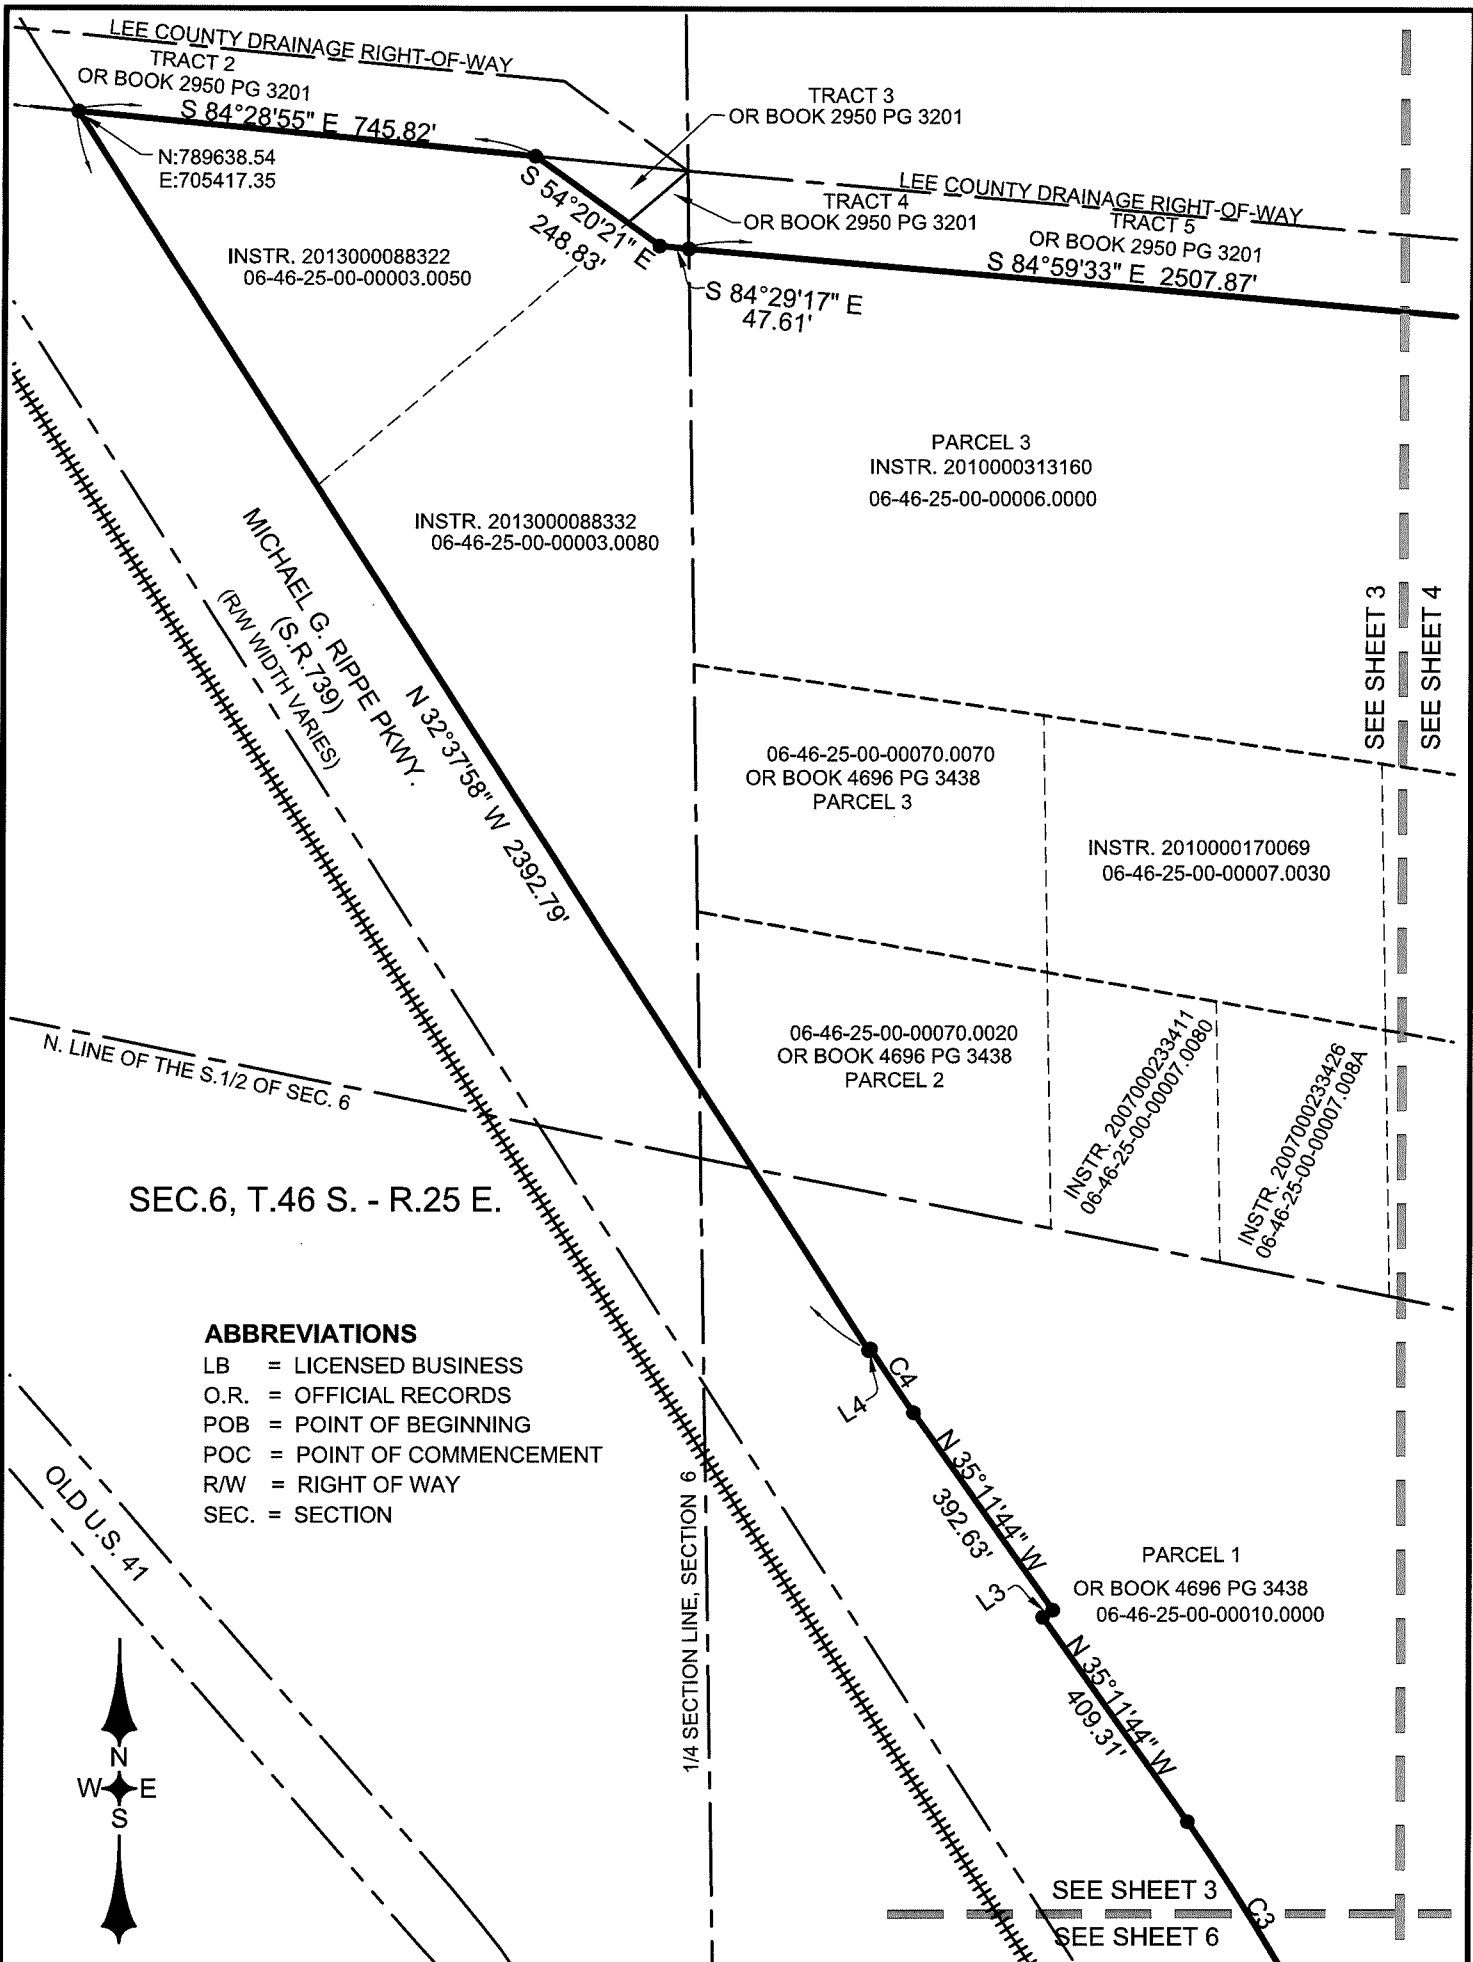 LEE COUNTY DRAINAGE RIGHT-OF-WAY
TRACT 2
OR BOOK 2950 PG 3201
S 84°28'55" E 745.82'
N:789638.54
E:705417.35
TRACT 3
OR BOOK 2950 PG 3201
S 54°20'21" E
248.83'
TRACT 4
OR BOOK 2950 PG 3201
LEE COUNTY DRAINAGE RIGHT-OF-WAY
TRACT 5
OR BOOK 2950 PG 3201
S 84°59'33" E 2507.87'
S 84°29'17" E
47.61'
INSTR. 2013000088322
06-46-25-00-00003.0050
PARCEL 3
INSTR. 2010000313160
06-46-25-00-00006.0000
INSTR. 2013000088332
06-46-25-00-00003.0080
MICHAEL G. RIPPE PKWY.
(S.R.739)
(R/W WIDTH VARIES)
N 32°37'58" W 2392.79'
SEE SHEET 3
SEE SHEET 4
06-46-25-00-00070.0070
OR BOOK 4696 PG 3438
PARCEL 3
INSTR. 2010000170069
06-46-25-00-00007.0030
06-46-25-00-00070.0020
OR BOOK 4696 PG 3438
PARCEL 2
INSTR. 2007000233411
06-46-25-00-00007.0080
INSTR. 2007000233426
06-46-25-00-00007.008A
N. LINE OF THE S.1/2 OF SEC. 6
SEC.6, T.46 S. - R.25 E.
ABBREVIATIONS
LB = LICENSED BUSINESS
O.R. = OFFICIAL RECORDS
POB = POINT OF BEGINNING
POC = POINT OF COMMENCEMENT
R/W = RIGHT OF WAY
SEC. = SECTION
OLD U.S. 41
1/4 SECTION LINE, SECTION 6
C4
L4
N 35°11'44" W
392.63'
L3
PARCEL 1
OR BOOK 4696 PG 3438
06-46-25-00-00010.0000
N 35°11'44" W
409.31'
N
W E
S
SEE SHEET 3
SEE SHEET 6
C3